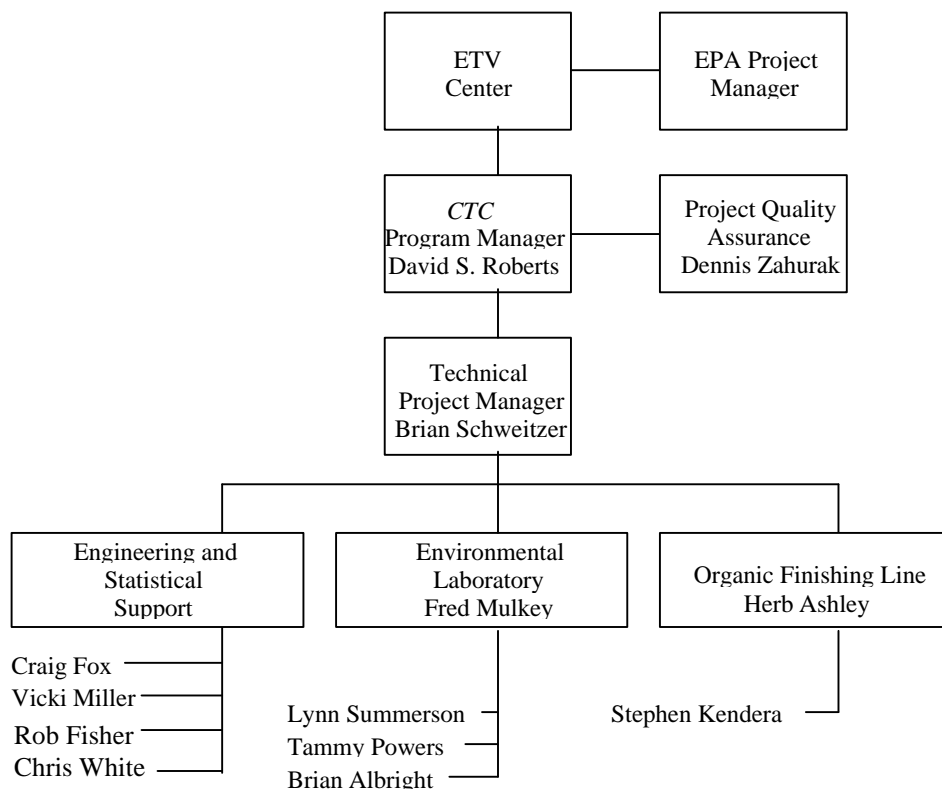 ETV
Center
EPA Project
Manager
CTC
Program Manager
David S. Roberts
Project Quality
Assurance
Dennis Zahurak
Technical
Project Manager
Brian Schweitzer
Engineering and
Statistical
Support
Environmental
Laboratory
Fred Mulkey
Organic Finishing Line
Herb Ashley
Craig Fox
Vicki Miller
Rob Fisher
Chris White
Lynn Summerson
Tammy Powers
Brian Albright
Stephen Kendera